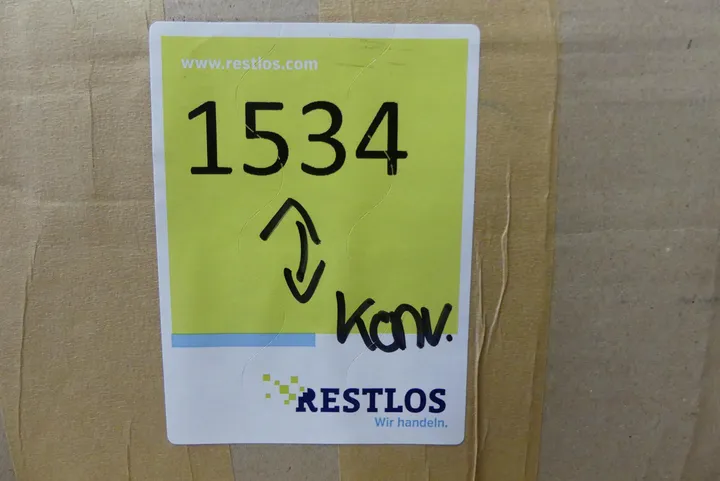 www.restlos.com
1534
Konv.
RESTLOS
Wir handeln.